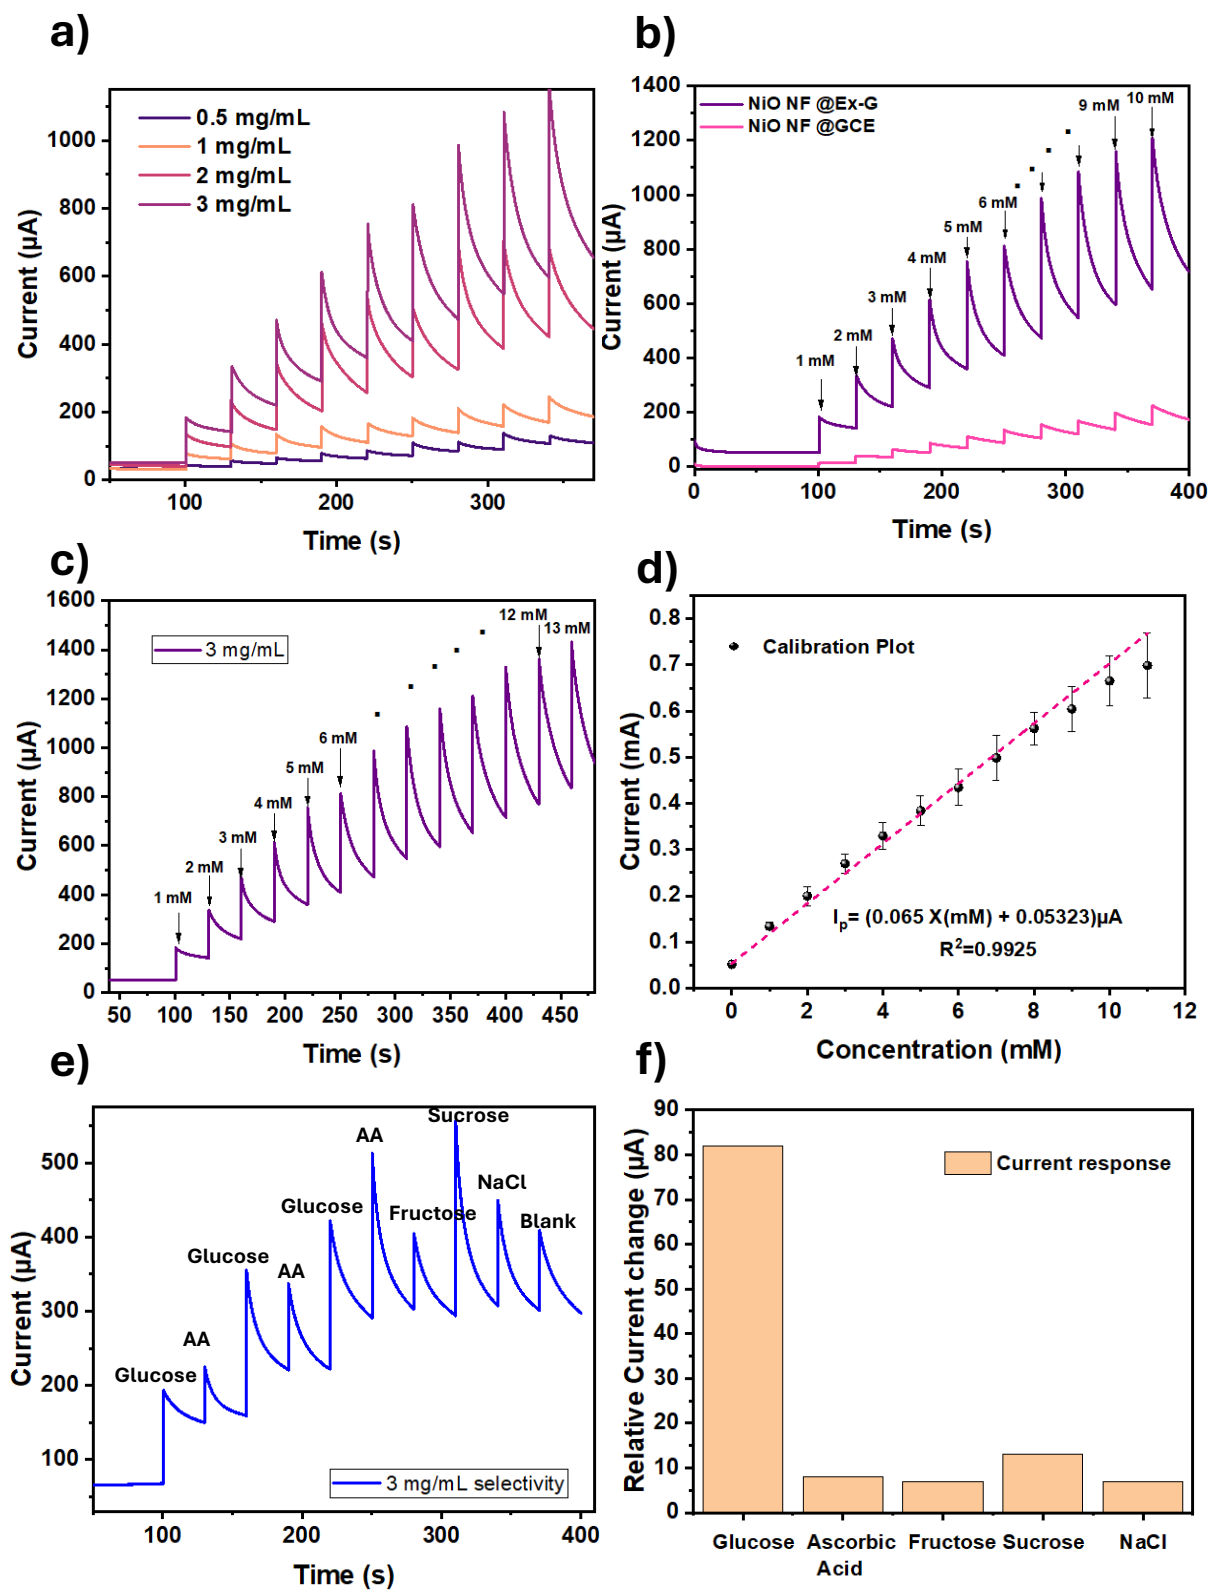 a)
0.5 mg/mL
1 mg/mL
2 mg/mL
3 mg/mL
1000
800
600
400
200
0
100
200
300
Current (µA)
Time (s)
b)
NiO NF @Ex-G
NiO NF @GCE
1 mM
2 mM
3 mM
4 mM
5 mM
6 mM
9 mM
10 mM
1400
1200
1000
800
600
400
200
0
0
100
200
300
400
Current (µA)
Time (s)
c)
3 mg/mL
1 mM
2 mM
3 mM
4 mM
5 mM
6 mM
12 mM
13 mM
1600
1400
1200
1000
800
600
400
200
0
50
100
150
200
250
300
350
400
450
Current (µA)
Time (s)
d)
Calibration Plot
Ip= (0.065 X(mM) + 0.05323)µA
R²=0.9925
0.8
0.7
0.6
0.5
0.4
0.3
0.2
0.1
0.0
0
2
4
6
8
10
12
Current (mA)
Concentration (mM)
e)
Glucose
AA
Glucose
AA
Glucose
AA
Fructose
Sucrose
NaCl
Blank
3 mg/mL selectivity
500
400
300
200
100
100
200
300
400
Current (µA)
Time (s)
f)
Current response
90
80
70
60
50
40
30
20
10
0
Relative Current change (µA)
Glucose
Ascorbic
Acid
Fructose
Sucrose
NaCl